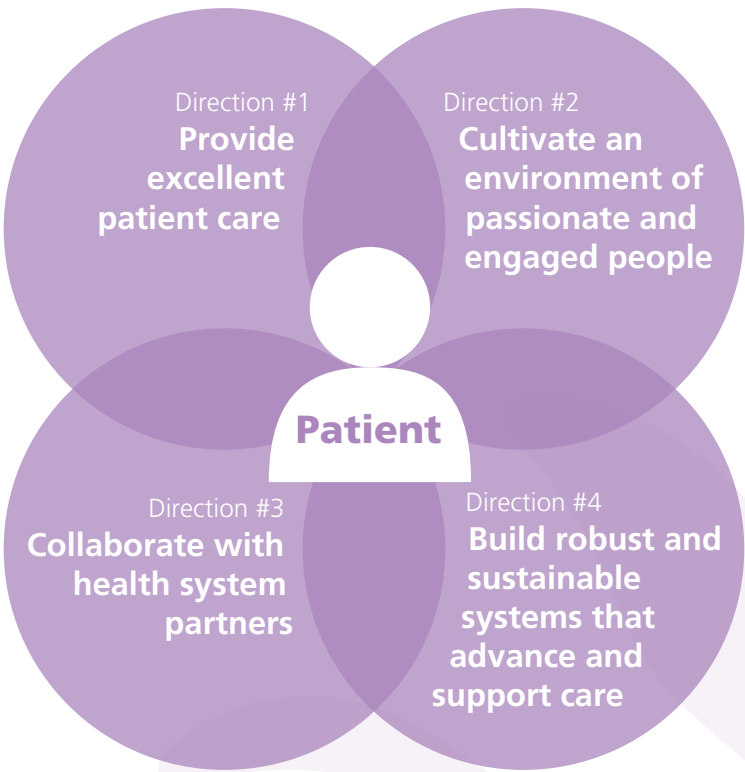 Direction #1
Provide
excellent
patient care
Direction #2
Cultivate an
environment of
passionate and
engaged people
Patient
Direction #3
Collaborate with
health system
partners
Direction #4
Build robust and
sustainable
systems that
advance and
support care